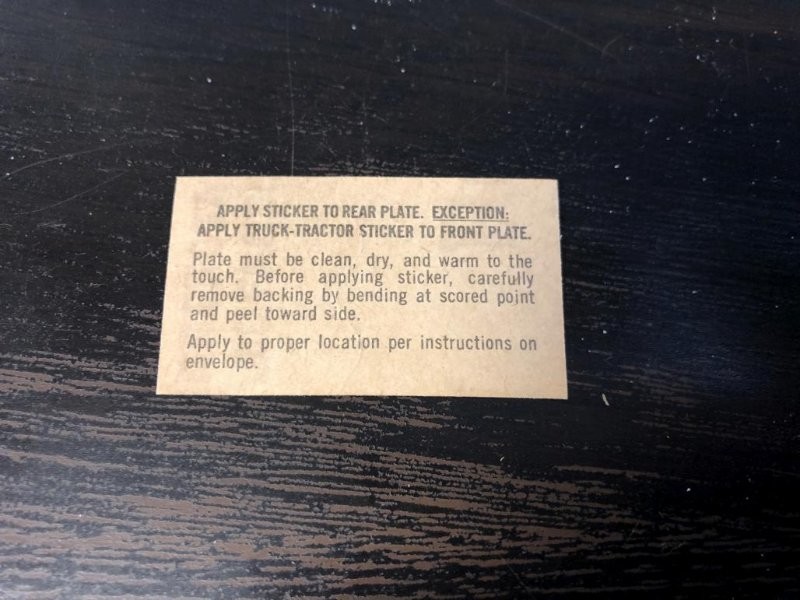 APPLY STICKER TO REAR PLATE. EXCEPTION:
APPLY TRUCK-TRACTOR STICKER TO FRONT PLATE.
Plate must be clean, dry, and warm to the
touch. Before applying sticker, carefully
remove backing by bending at scored point
and peel toward side.
Apply to proper location per instructions on
envelope.